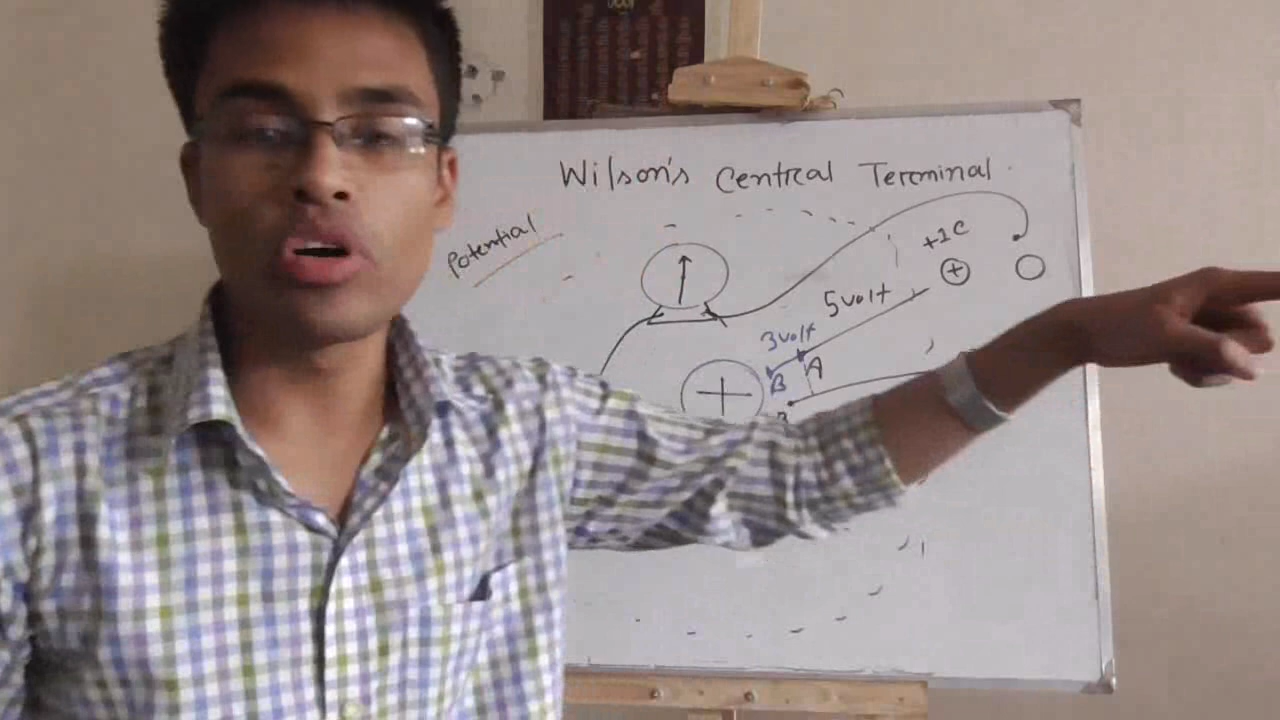 Wilson's Central Terminal
Potential
+1C
+
5volt
3volt
B
A
+